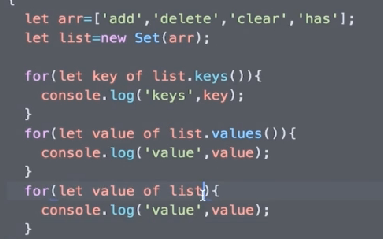 {
let arr=['add','delete','clear','has'];
let list=new Set(arr);
for(let key of list.keys()){
console.log('keys',key);
}
for(let value of list.values()){
console.log('value',value);
}
for(let value of list){
console.log('value',value);
}